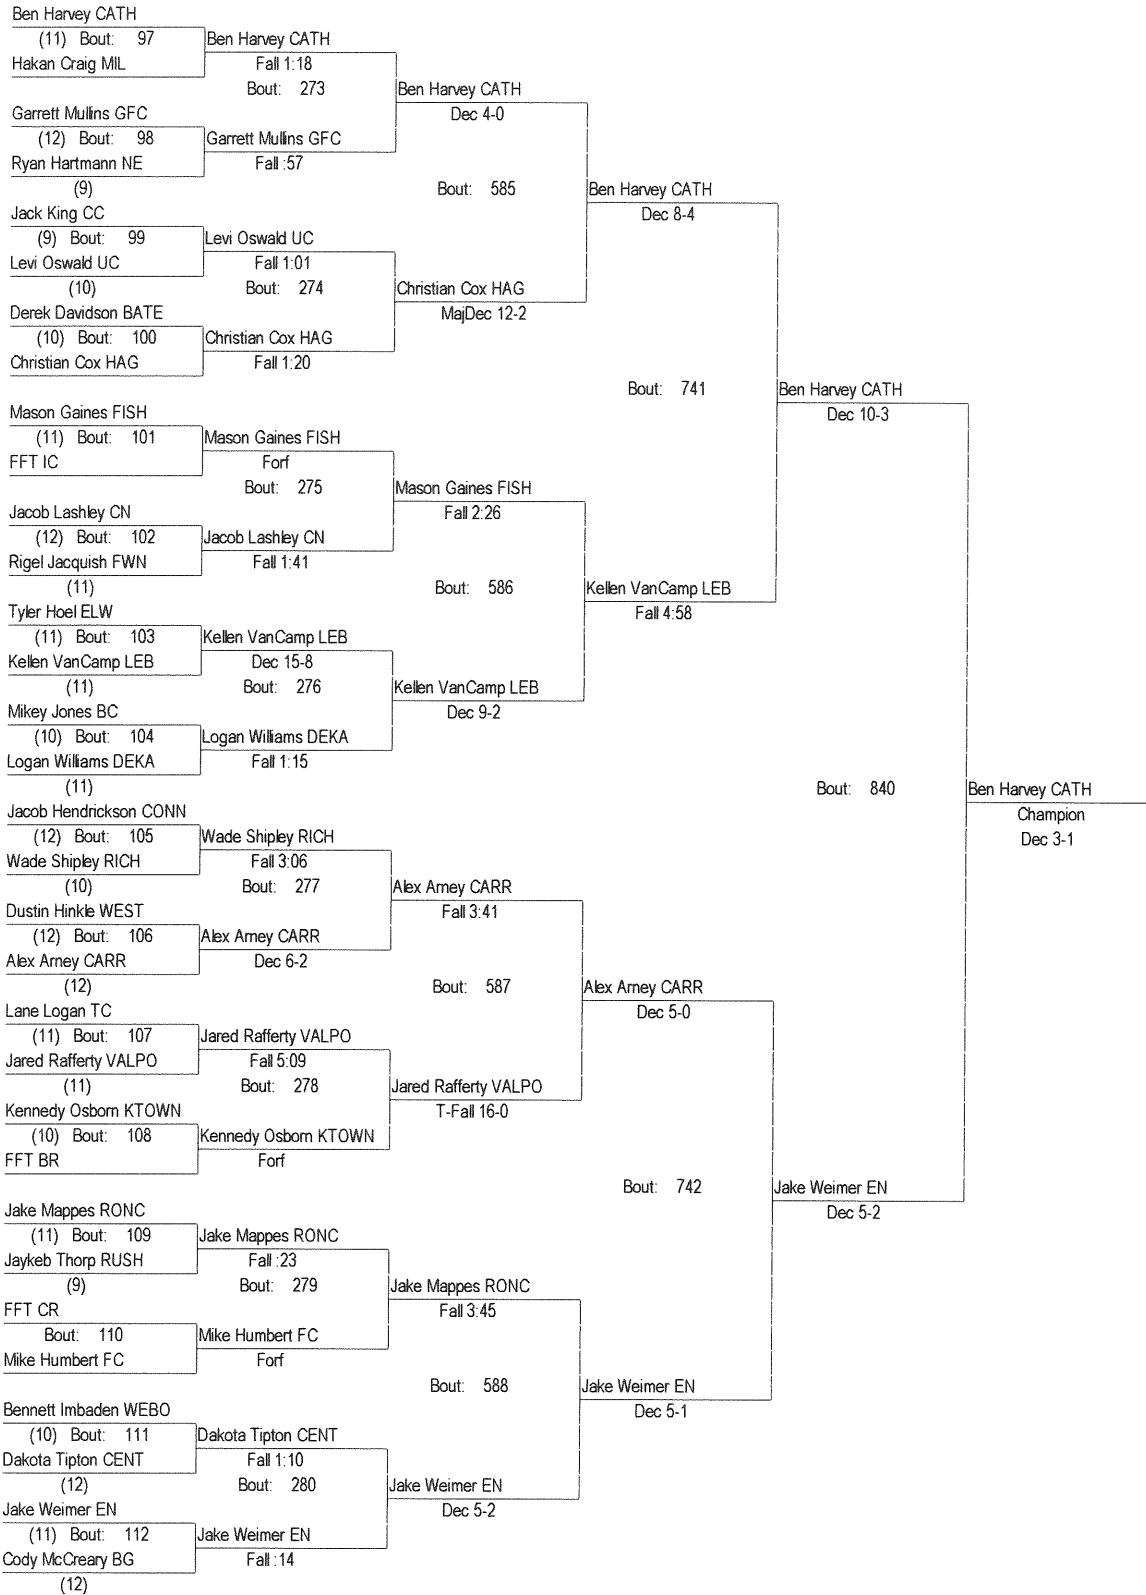 Ben Harvey CATH
(11) Bout: 97
Hakan Craig MIL
Garrett Mullins GFC
(12) Bout: 98
Ryan Hartmann NE
(9)
Jack King CC
(9) Bout: 99
Levi Oswald UC
(10)
Derek Davidson BATE
(10) Bout: 100
Christian Cox HAG
Mason Gaines FISH
(11) Bout: 101
FFT IC
Jacob Lashley CN
(12) Bout: 102
Rigel Jacquish FWN
(11)
Tyler Hoel ELW
(11) Bout: 103
Kellen VanCamp LEB
(11)
Mikey Jones BC
(10) Bout: 104
Logan Williams DEKA
(11)
Jacob Hendrickson CONN
(12) Bout: 105
Wade Shipley RICH
(10)
Dustin Hinkle WEST
(12) Bout: 106
Alex Arney CARR
(12)
Lane Logan TC
(11) Bout: 107
Jared Rafferty VALPO
(11)
Kennedy Osborn KTOWN
(10) Bout: 108
FFT BR
Jake Mappes RONC
(11) Bout: 109
Jaykeb Thorp RUSH
(9)
FFT CR
Bout: 110
Mike Humbert FC
Bennett Imbaden WEBO
(10) Bout: 111
Dakota Tipton CENT
(12)
Jake Weimer EN
(11) Bout: 112
Cody McCreary BG
(12)
Ben Harvey CATH
Fall 1:18
Bout: 273
Garrett Mullins GFC
Fall :57
Levi Oswald UC
Fall 1:01
Bout: 274
Christian Cox HAG
Fall 1:20
Mason Gaines FISH
Forf
Bout: 275
Jacob Lashley CN
Fall 1:41
Kellen VanCamp LEB
Dec 15-8
Bout: 276
Logan Williams DEKA
Fall 1:15
Wade Shipley RICH
Fall 3:06
Bout: 277
Alex Arney CARR
Dec 6-2
Jared Rafferty VALPO
Fall 5:09
Bout: 278
Kennedy Osborn KTOWN
Forf
Jake Mappes RONC
Fall :23
Bout: 279
Mike Humbert FC
Forf
Dakota Tipton CENT
Fall 1:10
Bout: 280
Jake Weimer EN
Fall :14
Ben Harvey CATH
Dec 4-0
Bout: 585
Christian Cox HAG
MajDec 12-2
Mason Gaines FISH
Fall 2:26
Bout: 586
Kellen VanCamp LEB
Dec 9-2
Alex Arney CARR
Fall 3:41
Bout: 587
Jared Rafferty VALPO
T-Fall 16-0
Jake Mappes RONC
Fall 3:45
Bout: 588
Jake Weimer EN
Dec 5-2
Ben Harvey CATH
Dec 8-4
Bout: 741
Kellen VanCamp LEB
Fall 4:58
Alex Arney CARR
Dec 5-0
Bout: 742
Jake Weimer EN
Dec 5-1
Ben Harvey CATH
Dec 10-3
Bout: 840
Jake Weimer EN
Dec 5-2
Ben Harvey CATH
Champion
Dec 3-1